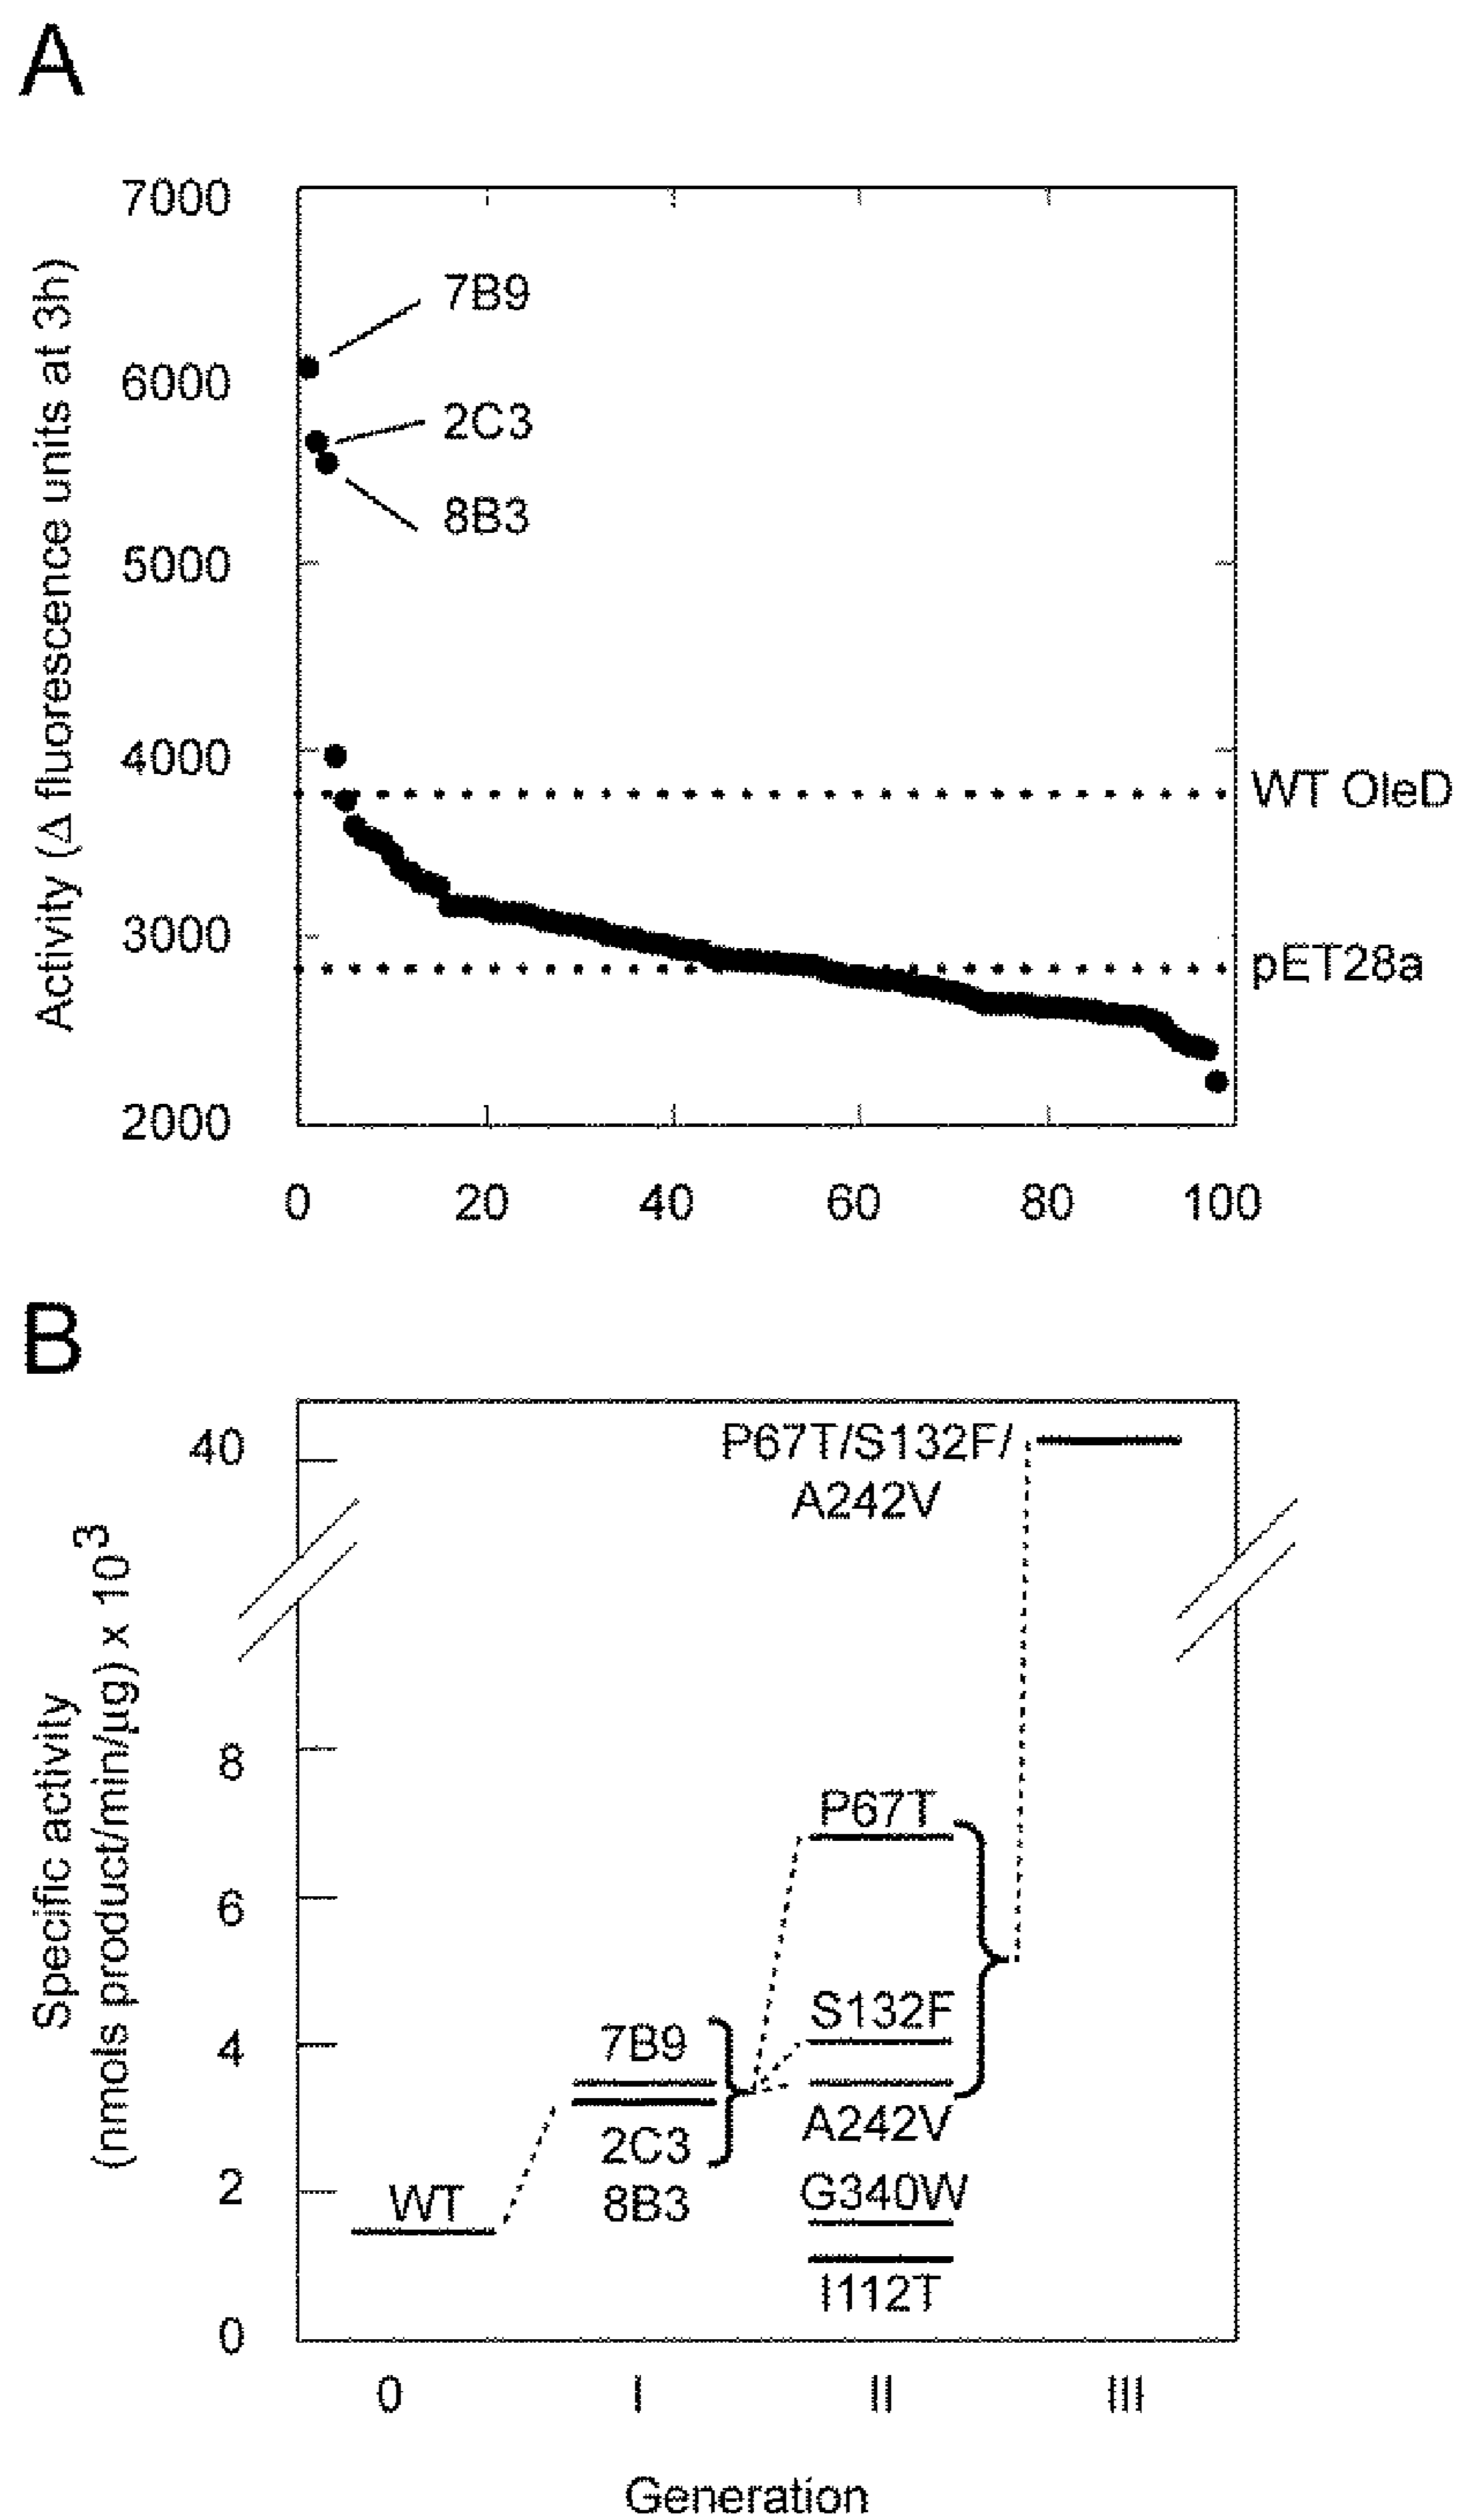 A
7000
6000
5000
4000
3000
2000
Activity (Δ fluorescence units at 3h)
7B9
2C3
8B3
WT OleD
pET28a
0 20 40 60 80 100
B
40
8
6
4
2
0
Specific activity
(nmols product/min/µg) x 10³
P67T/S132F/
A242V
P67T
S132F
7B9
A242V
2C3
G340W
WT
8B3
I112T
0 I II III
Generation